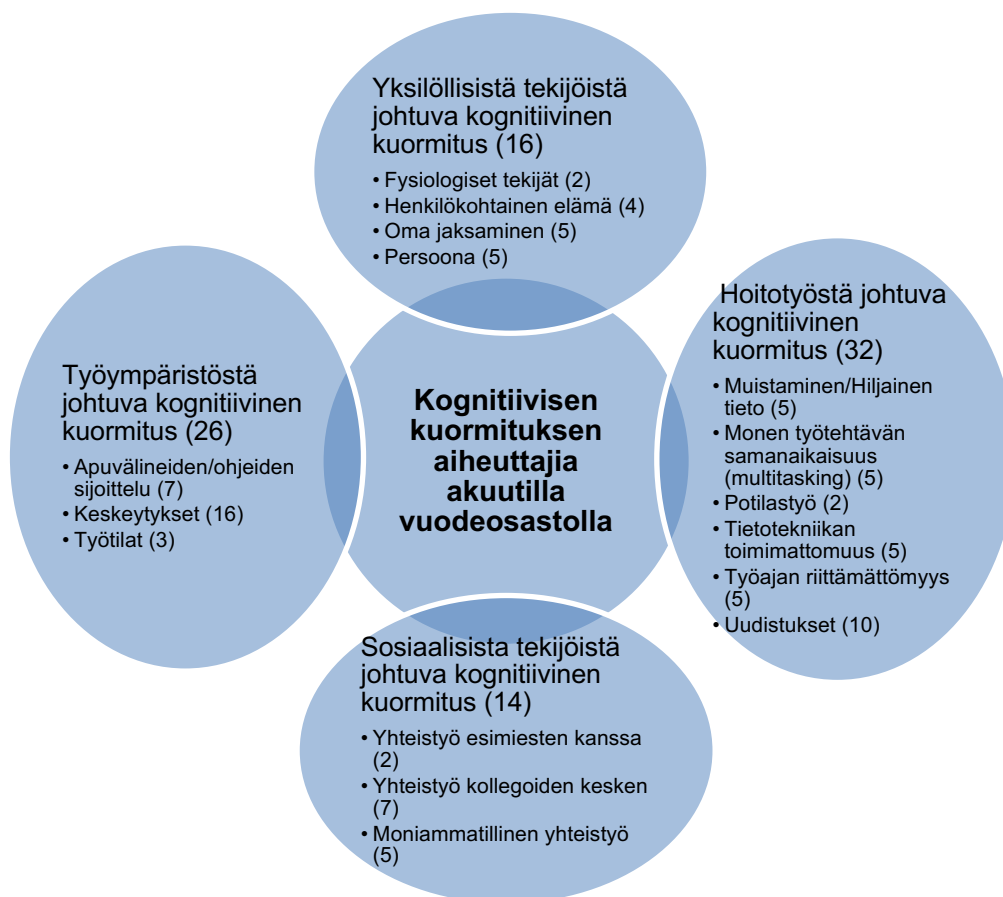 Yksilöllisistä tekijöistä
johtuva kognitiivinen
kuormitus (16)
• Fysiologiset tekijät (2)
• Henkilökohtainen elämä (4)
• Oma jaksaminen (5)
• Persoona (5)
Työympäristöstä
johtuva kognitiivinen
kuormitus (26)
• Apuvälineiden/ohjeiden
sijoittelu (7)
• Keskeytykset (16)
• Työtilat (3)
Kognitiivisen
kuormituksen
aiheuttajia
akuutilla
vuodeosastolla
Hoitotyöstä johtuva
kognitiivinen
kuormitus (32)
• Muistaminen/Hiljainen
tieto (5)
• Monen työtehtävän
samanaikaisuus
(multitasking) (5)
• Potilastyö (2)
• Tietotekniikan
toimimattomuus (5)
• Työajan riittämättömyys
(5)
• Uudistukset (10)
Sosiaalisista tekijöistä
johtuva kognitiivinen
kuormitus (14)
• Yhteistyö esimiesten kanssa
(2)
• Yhteistyö kollegoiden kesken
(7)
• Moniammatillinen yhteistyö
(5)